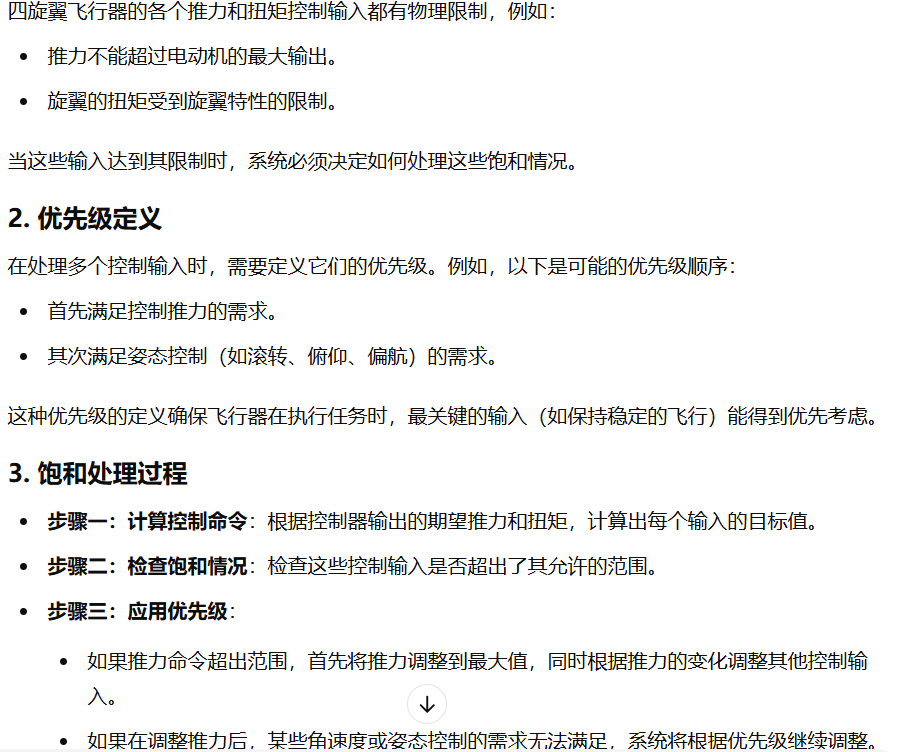 四旋翼飞行器的各个推力和扭矩控制输入都有物理限制，例如：
• 推力不能超过电动机的最大输出。
• 旋翼的扭矩受到旋翼特性的限制。
当这些输入达到其限制时，系统必须决定如何处理这些饱和情况。
2. 优先级定义
在处理多个控制输入时，需要定义它们的优先级。例如，以下是可能的优先级顺序：
• 首先满足控制推力的需求。
• 其次满足姿态控制（如滚转、俯仰、偏航）的需求。
这种优先级的定义确保飞行器在执行任务时，最关键的输入（如保持稳定的飞行）能得到优先考虑。
3. 饱和处理过程
• 步骤一：计算控制命令：根据控制器输出的期望推力和扭矩，计算出每个输入的目标值。
• 步骤二：检查饱和情况：检查这些控制输入是否超出了其允许的范围。
• 步骤三：应用优先级：
• 如果推力命令超出范围，首先将推力调整到最大值，同时根据推力的变化调整其他控制输
入。
• 如果在调整推力后，某些角速度或姿态控制的需求无法满足，系统将根据优先级继续调整。